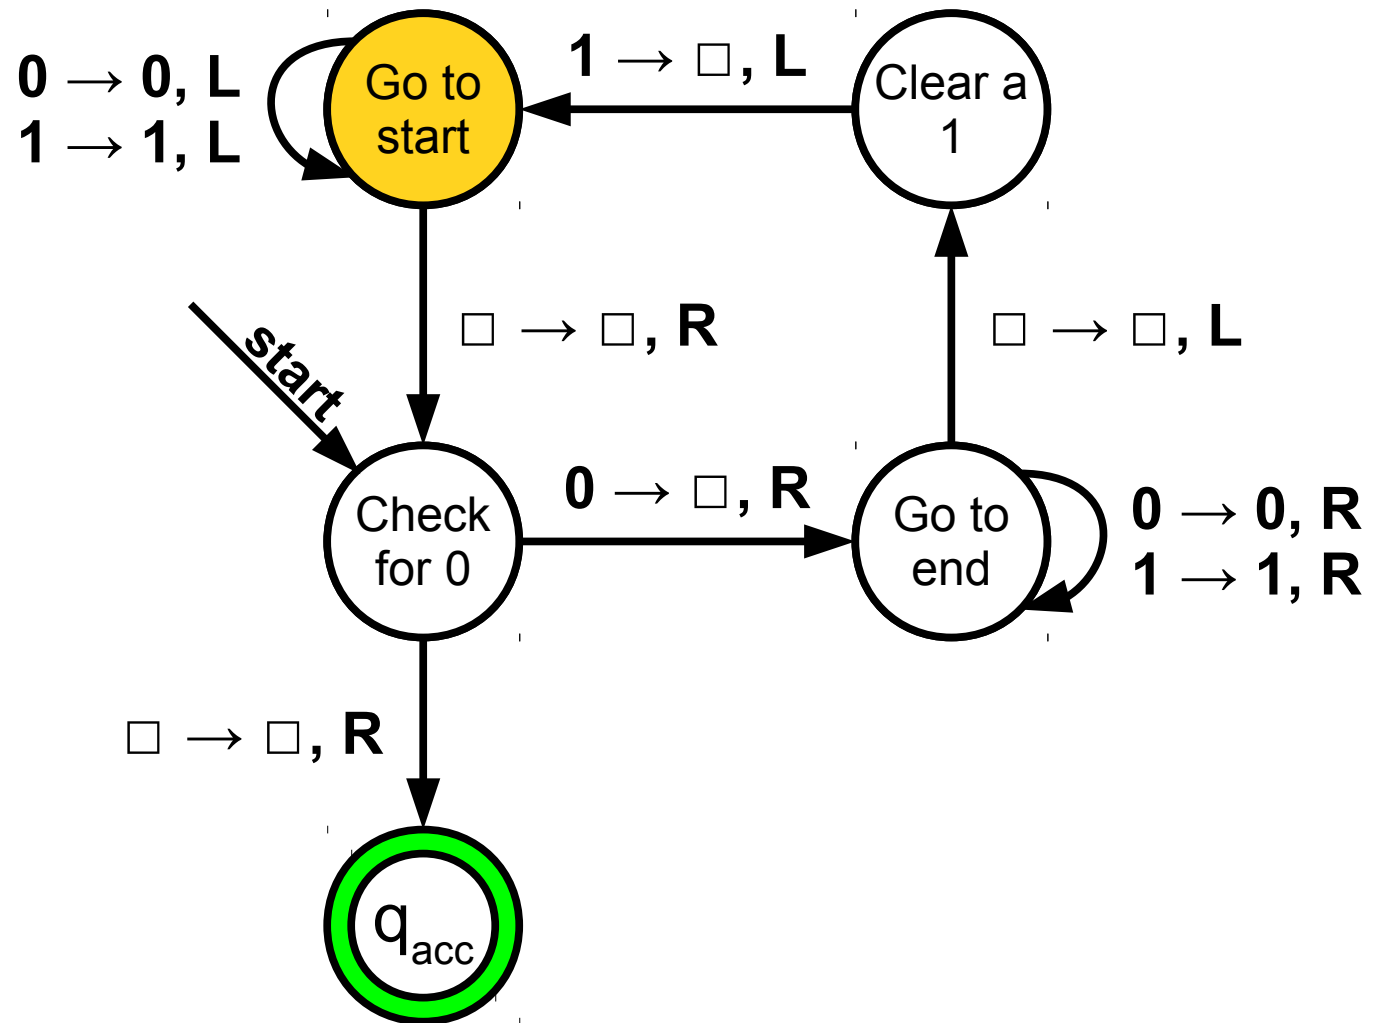 0 → 0, L
1 → 1, L
Go to
start
1 → □, L
Clear a
1
□ → □, R
□ → □, L
start
Check
for 0
0 → □, R
Go to
end
0 → 0, R
1 → 1, R
□ → □, R
qacc